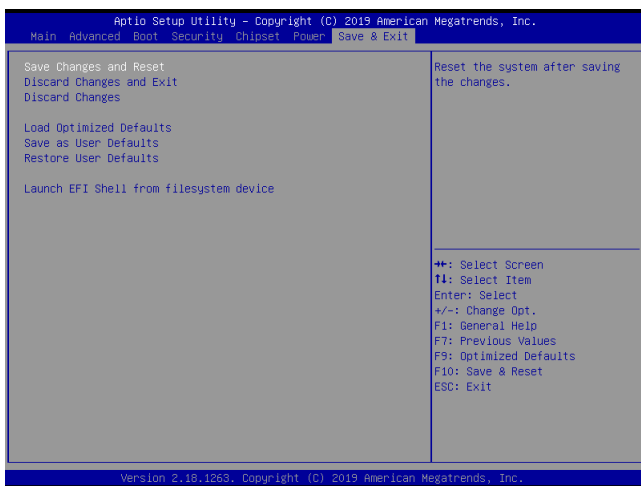 Aptio Setup Utility – Copyright (C) 2019 American Megatrends, Inc.
Main Advanced Boot Security Chipset Power Save & Exit
Save Changes and Reset
Discard Changes and Exit
Discard Changes
Load Optimized Defaults
Save as User Defaults
Restore User Defaults
Launch EFI Shell from filesystem device
Reset the system after saving
the changes.
→←: Select Screen
↑↓: Select Item
Enter: Select
+/-: Change Opt.
F1: General Help
F7: Previous Values
F9: Optimized Defaults
F10: Save & Reset
ESC: Exit
Version 2.18.1263. Copyright (C) 2019 American Megatrends, Inc.